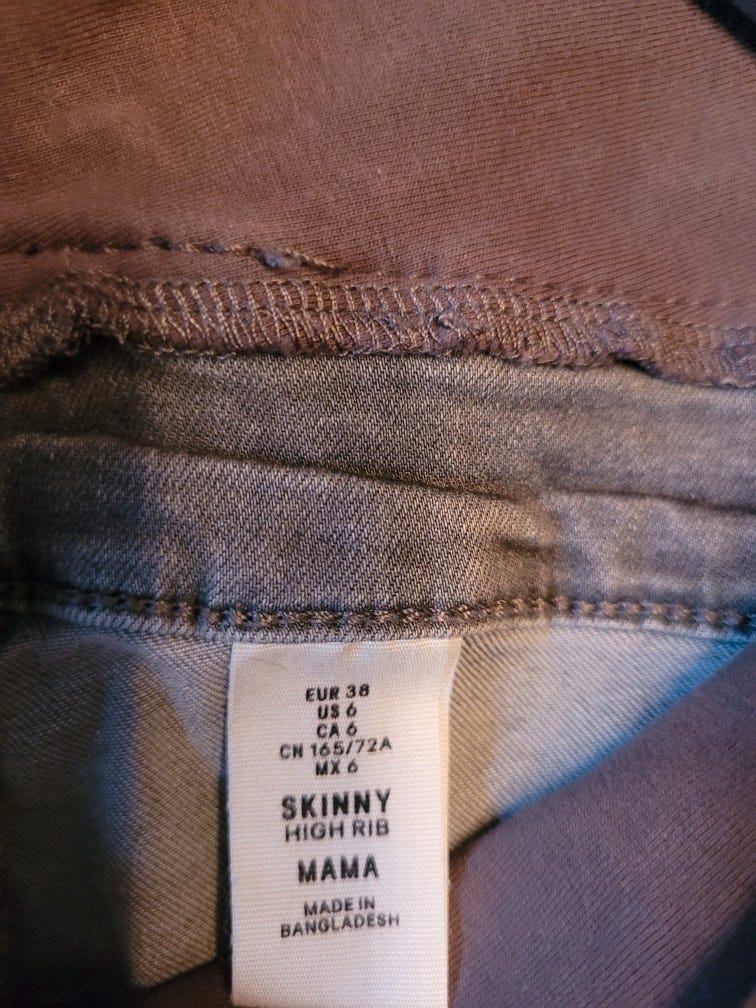 EUR 38
US 6
CA 6
CN 165/72A
MX 6
SKINNY
HIGH RIB
MAMA
MADE IN
BANGLADESH